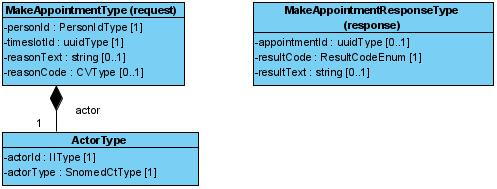 MakeAppointmentType (request)
-personId : PersonIdType [1]
-timeslotId : uuidType [1]
-reasonText : string [0..1]
-reasonCode : CVType [0..1]
actor
1
ActorType
-actorId : IIType [1]
-actorType : SnomedCtType [1]
MakeAppointmentResponseType
(response)
-appointmentId : uuidType [0..1]
-resultCode : ResultCodeEnum [1]
-resultText : string [0..1]